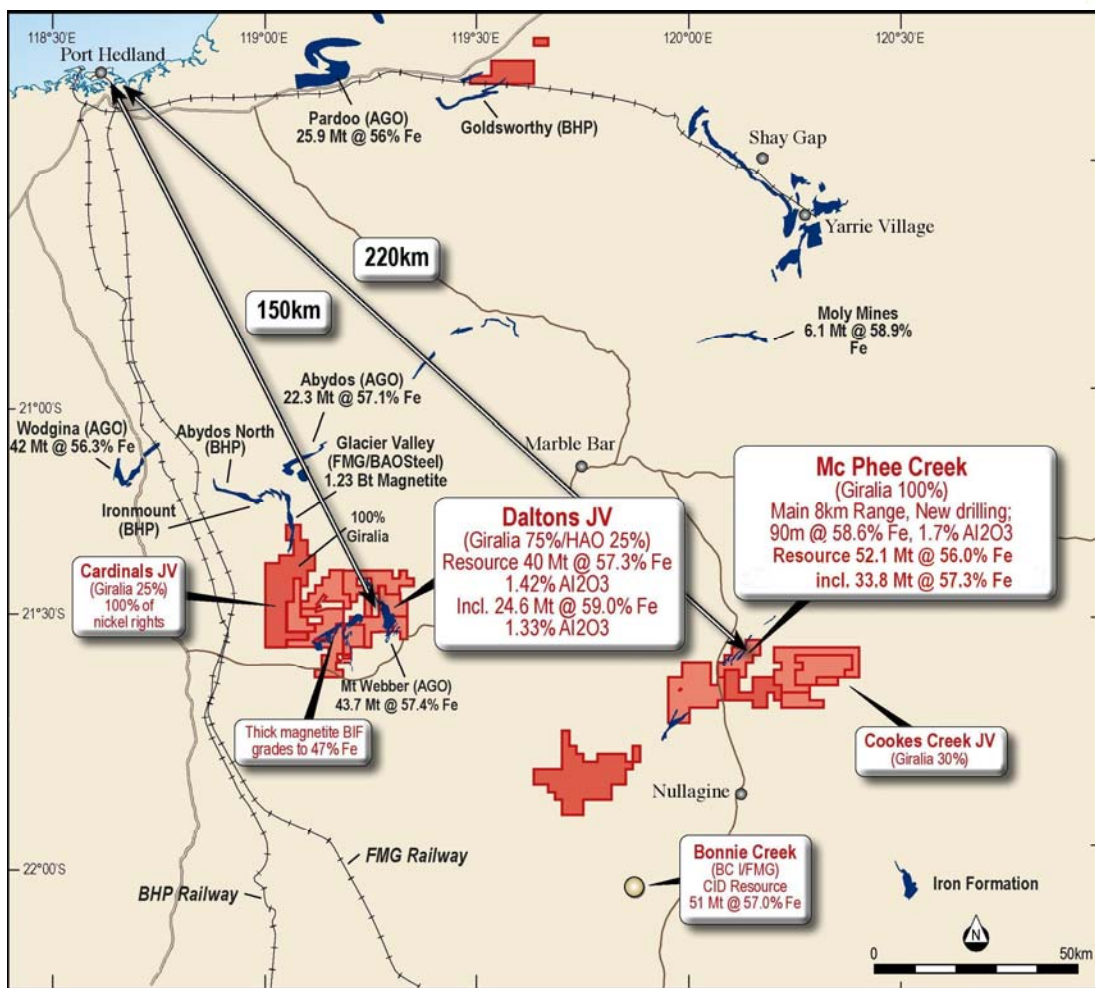 118°30'E
119°00'E
119°30'E
120°00'E
120°30'E
Port Hedland
Pardoo (AGO)
25.9 Mt @ 56% Fe
Goldsworthy (BHP)
Shay Gap
Yarrie Village
220km
150km
Moly Mines
6.1 Mt @ 58.9%
Fe
Abydos (AGO)
22.3 Mt @ 57.1% Fe
21°00'S
Wodgina (AGO)
42 Mt @ 56.3% Fe
Abydos North
(BHP)
Glacier Valley
(FMG/BAOSteel)
1.23 Bt Magnetite
Marble Bar
Ironmount
(BHP)
100%
Giralia
Mc Phee Creek
(Giralia 100%)
Main 8km Range, New drilling;
90m @ 58.6% Fe, 1.7% Al2O3
Resource 52.1 Mt @ 56.0% Fe
incl. 33.8 Mt @ 57.3% Fe
Daltons JV
(Giralia 75%/HAO 25%)
Resource 40 Mt @ 57.3% Fe
1.42% Al2O3
Incl. 24.6 Mt @ 59.0% Fe
1.33% Al2O3
Cardinals JV
(Giralia 25%)
100% of
nickel rights
21°30'S
Mt Webber (AGO)
43.7 Mt @ 57.4% Fe
Thick magnetite BIF
grades to 47% Fe
Cookes Creek JV
(Giralia 30%)
Nullagine
22°00'S
FMG Railway
BHP Railway
Bonnie Creek
(BC I/FMG)
CID Resource
51 Mt @ 57.0% Fe
Iron Formation
N
0
50km